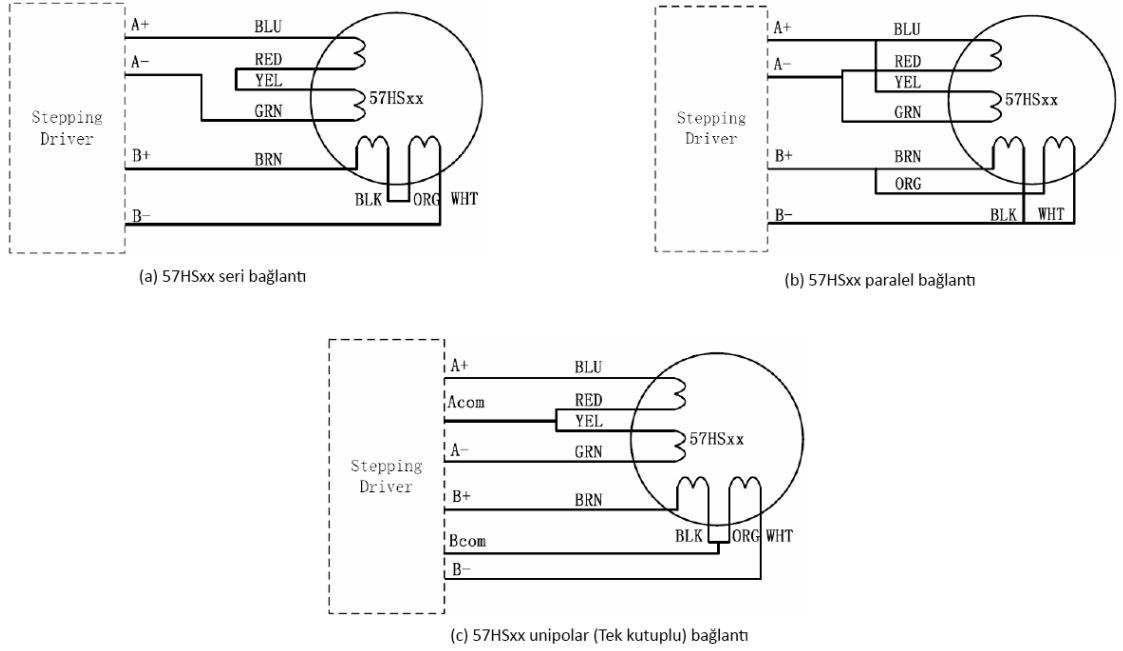 A+ BLU
RED
A-
YEL
57HSxx
GRN
Stepping
Driver
B+ BRN
BLK ORG WHT
B-
(a) 57HSxx seri bağlantı
A+ BLU
RED
A-
YEL
57HSxx
GRN
Stepping
Driver
B+ BRN
ORG
B- BLK WHT
(b) 57HSxx paralel bağlantı
A+ BLU
Acom RED
YEL
57HSxx
A- GRN
Stepping
Driver
B+ BRN
BLK ORG WHT
Bcom
B-
(c) 57HSxx unipolar (Tek kutuplu) bağlantı